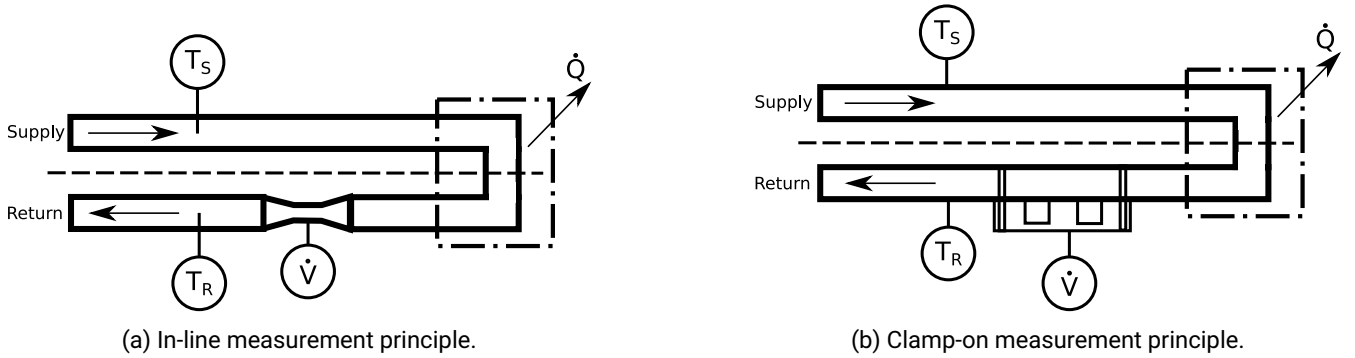 T_S
Q̇
Supply
Return
T_R
V̇
(a) In-line measurement principle.
T_S
Q̇
Supply
Return
T_R
V̇
(b) Clamp-on measurement principle.